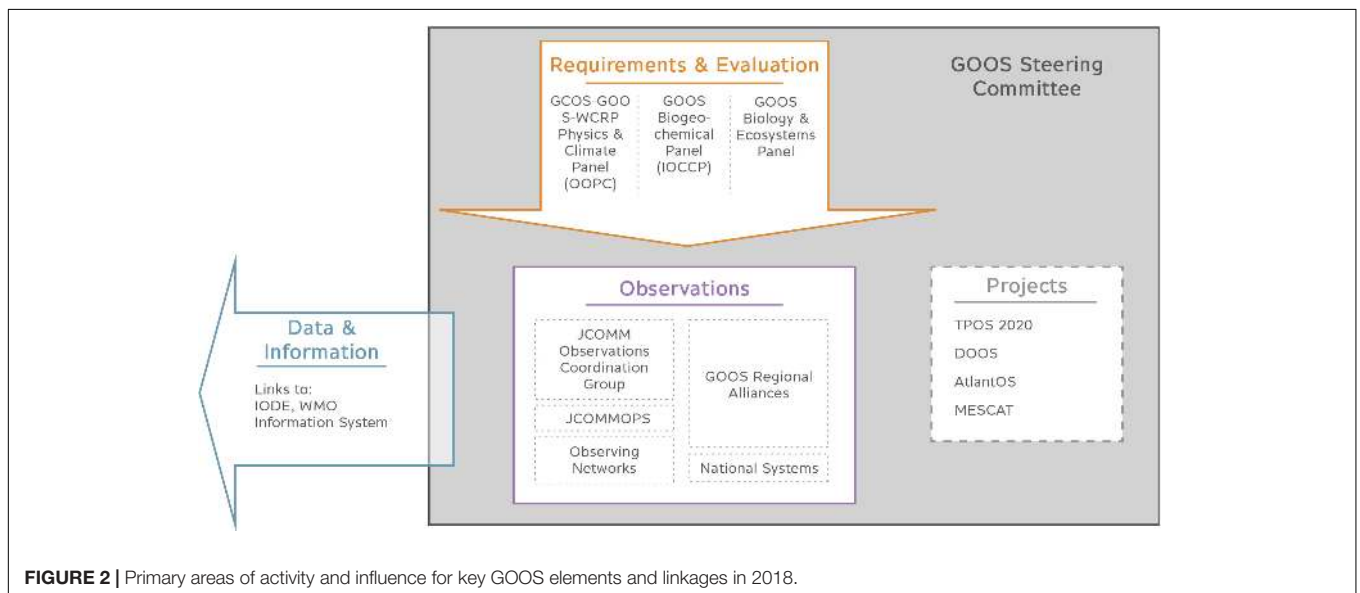 Requirements & Evaluation
GCOS-GOO
S-WCRP
Physics &
Climate
Panel
(OOPC)
GOOS
Biogeo-
chemical
Panel
(IOCCP)
GOOS
Biology &
Ecosystems
Panel
GOOS Steering
Committee
Data &
Information
Links to:
IODE, WMO
Information System
Observations
JCOMM
Observations
Coordination
Group
JCOMMOPS
Observing
Networks
GOOS Regional
Alliances
National Systems
Projects
TPOS 2020
DOOS
AtlantOS
MESCAT
FIGURE 2 | Primary areas of activity and influence for key GOOS elements and linkages in 2018.